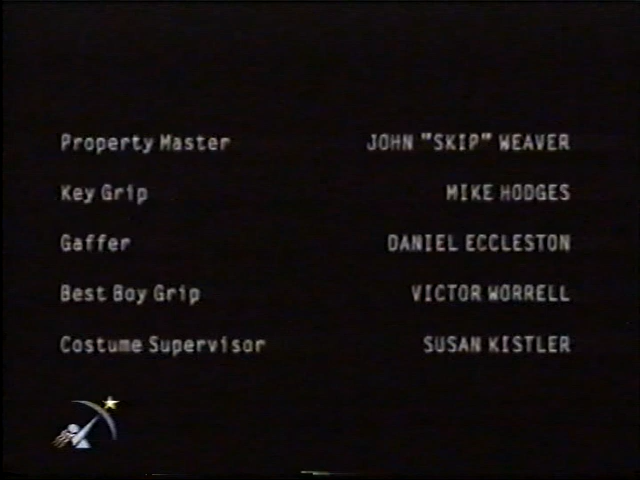 Property Master JOHN "SKIP" WEAVER
Key Grip MIKE HODGES
Gaffer DANIEL ECCLESTON
Best Boy Grip VICTOR WORRELL
Costume Supervisor SUSAN KISTLER